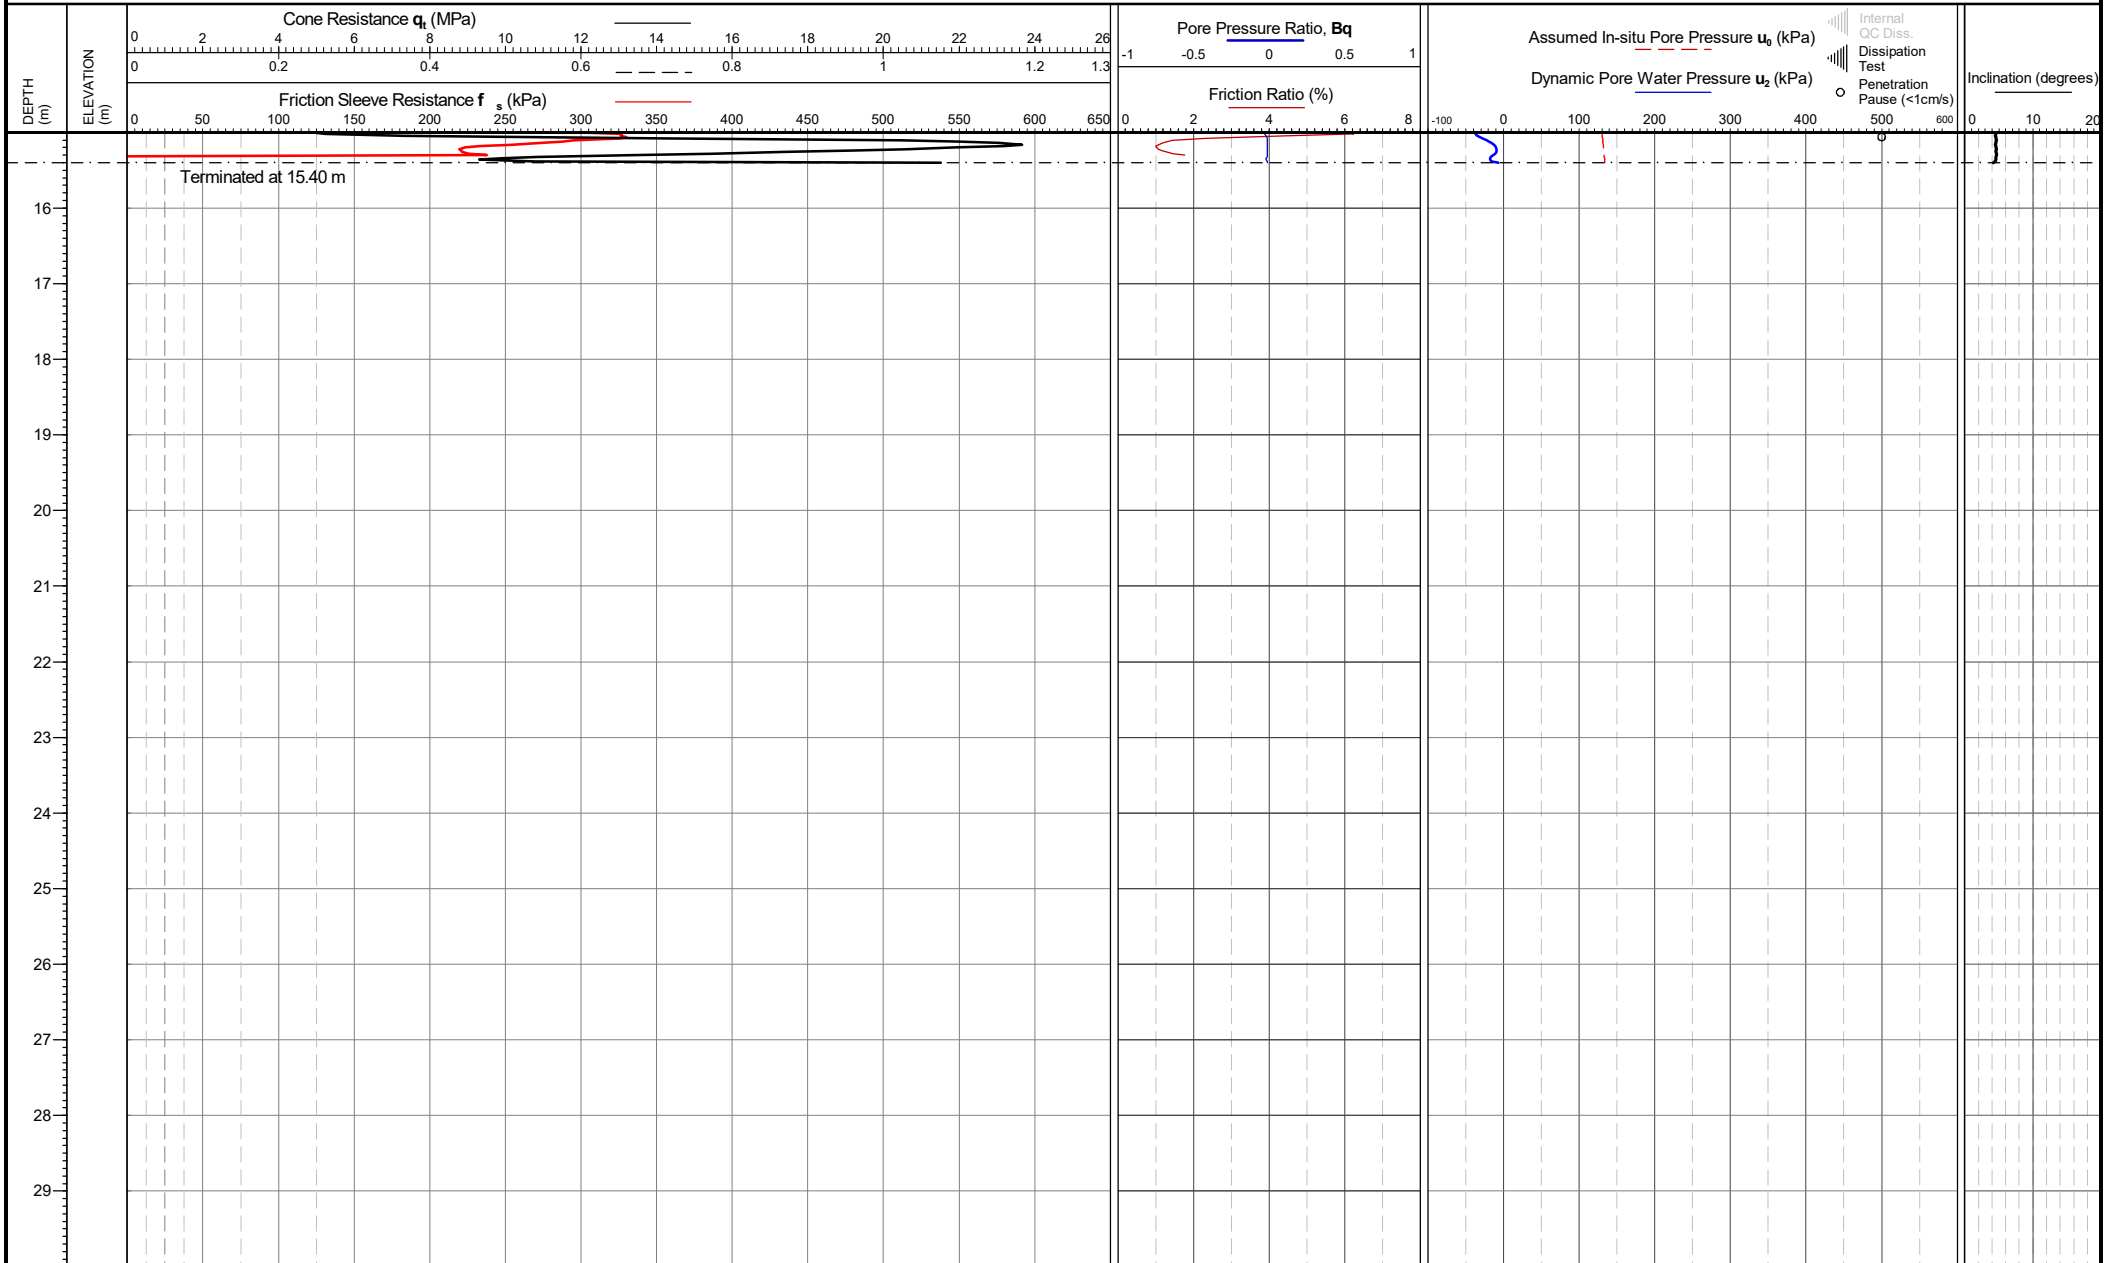 Cone Resistance qt (MPa)
0 2 4 6 8 10 12 14 16 18 20 22 24 26
0 0.2 0.4 0.6 0.8 1 1.2 1.3
Friction Sleeve Resistance f s (kPa)
0 50 100 150 200 250 300 350 400 450 500 550 600 650
DEPTH
(m)
ELEVATION
(m)
Pore Pressure Ratio, Bq
-1 -0.5 0 0.5 1
Friction Ratio (%)
0 2 4 6 8
Assumed In-situ Pore Pressure u0 (kPa)
Dynamic Pore Water Pressure u2 (kPa)
-100 0 100 200 300 400 500 600
Internal
QC Diss.
Dissipation
Test
Penetration
Pause (<1cm/s)
Inclination (degrees)
0 10 20
Terminated at 15.40 m
16
17
18
19
20
21
22
23
24
25
26
27
28
29